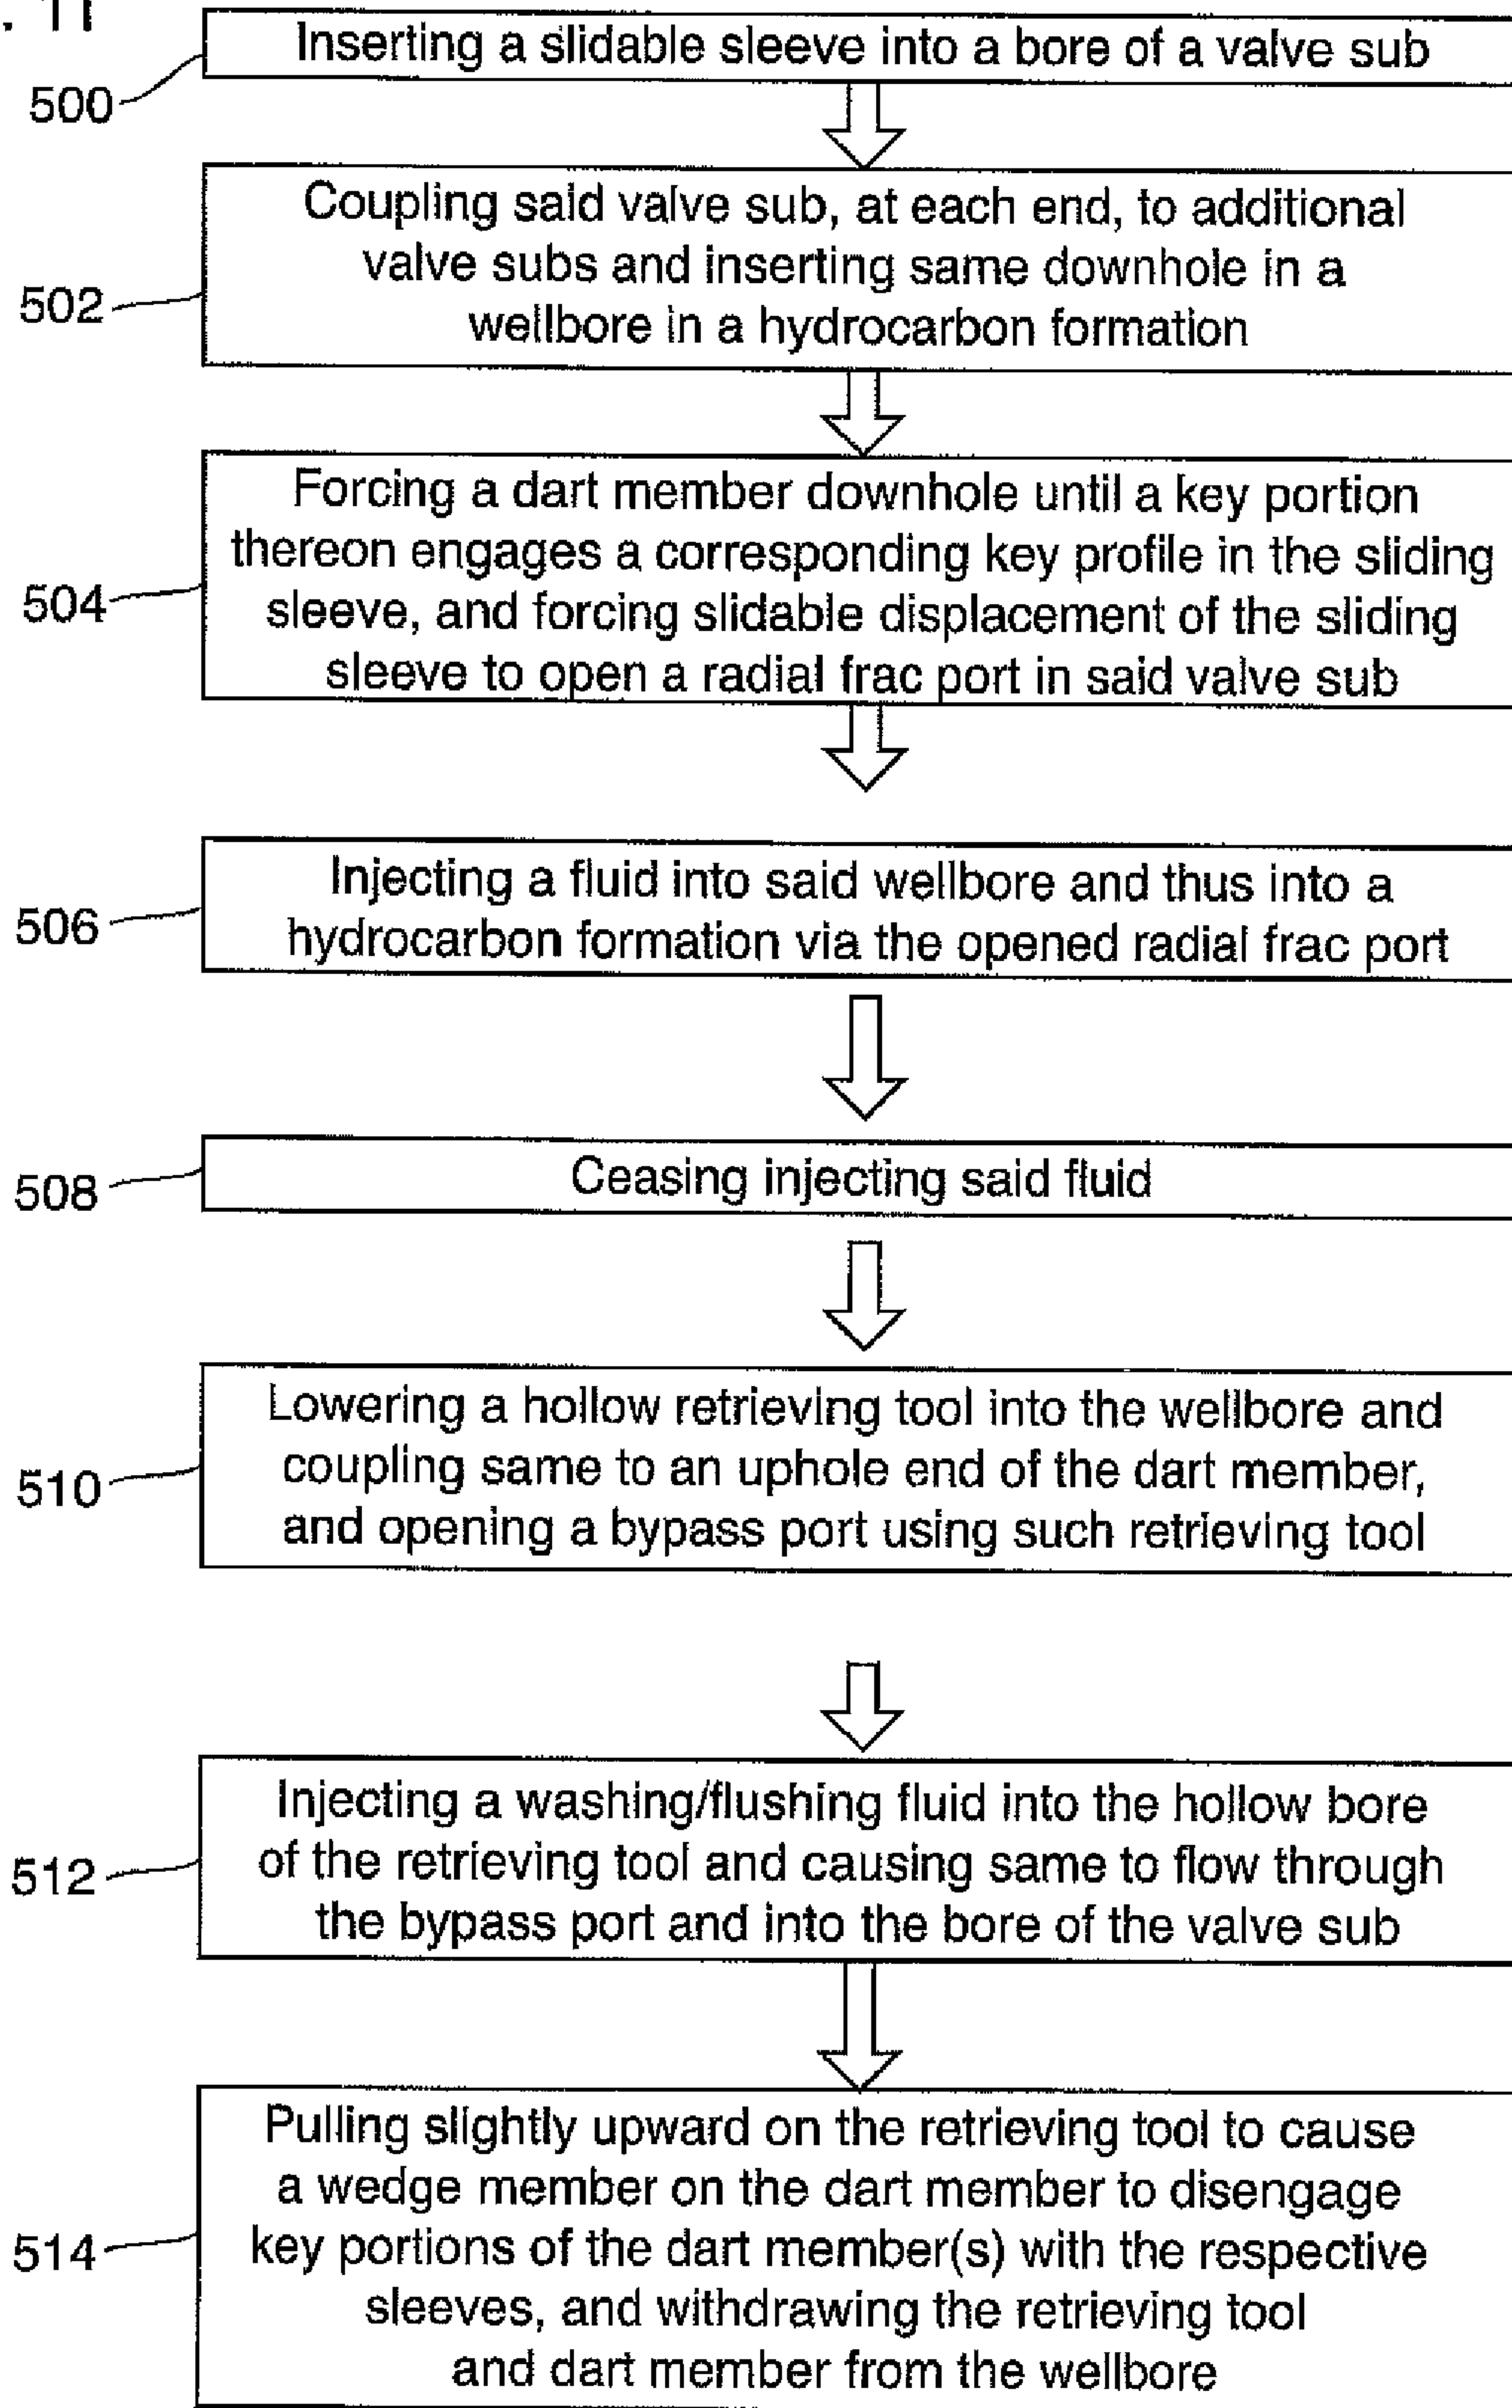 . 11
Inserting a slidable sleeve into a bore of a valve sub
500
Coupling said valve sub, at each end, to additional
valve subs and inserting same downhole in a
wellbore in a hydrocarbon formation
502
Forcing a dart member downhole until a key portion
thereon engages a corresponding key profile in the sliding
sleeve, and forcing slidable displacement of the sliding
sleeve to open a radial frac port in said valve sub
504
Injecting a fluid into said wellbore and thus into a
hydrocarbon formation via the opened radial frac port
506
Ceasing injecting said fluid
508
Lowering a hollow retrieving tool into the wellbore and
coupling same to an uphole end of the dart member,
and opening a bypass port using such retrieving tool
510
Injecting a washing/flushing fluid into the hollow bore
of the retrieving tool and causing same to flow through
the bypass port and into the bore of the valve sub
512
Pulling slightly upward on the retrieving tool to cause
a wedge member on the dart member to disengage
key portions of the dart member(s) with the respective
sleeves, and withdrawing the retrieving tool
and dart member from the wellbore
514